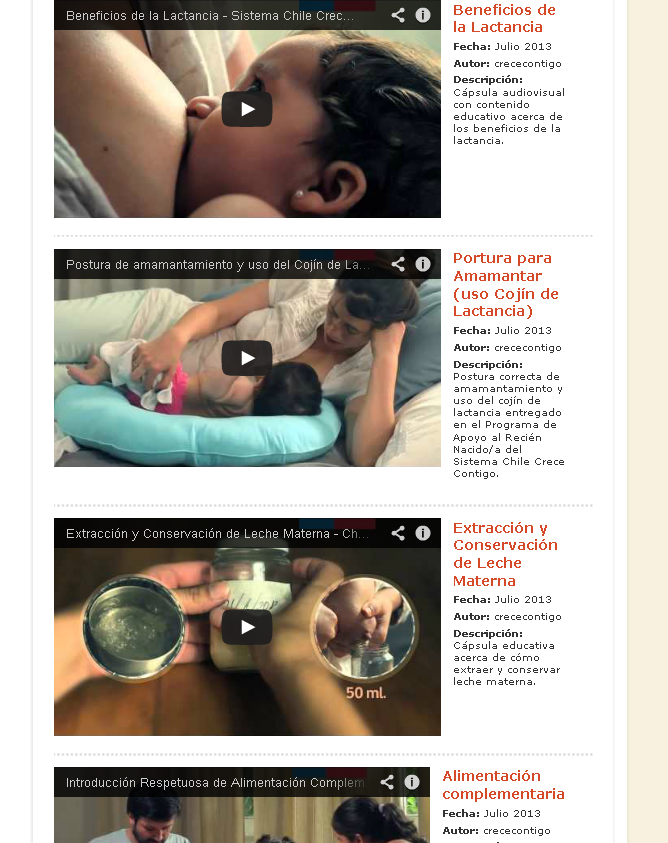 Beneficios de la Lactancia - Sistema Chile Crec...
Beneficios de
la Lactancia
Fecha: Julio 2013
Autor: crececontigo
Descripción:
Cápsula audiovisual
con contenido
educativo acerca de
los beneficios de la
lactancia.
Postura de amamantamiento y uso del Cojín de La...
Portura para
Amamantar
(uso Cojín de
Lactancia)
Fecha: Julio 2013
Autor: crececontigo
Descripción:
Postura correcta de
amamantamiento y
uso del cojín de
lactancia entregado
en el Programa de
Apoyo al Recién
Nacido/a del
Sistema Chile Crece
Contigo.
Extracción y Conservación de Leche Materna - Ch...
50 ml.
Extracción y
Conservación
de Leche
Materna
Fecha: Julio 2013
Autor: crececontigo
Descripción:
Cápsula educativa
acerca de cómo
extraer y conservar
leche materna.
Introducción Respetuosa de Alimentación Complem
Alimentación
complementaria
Fecha: Julio 2013
Autor: crececontigo